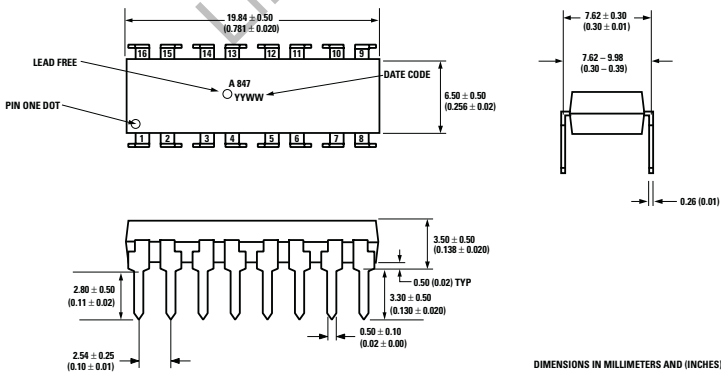 19.84 ± 0.50
(0.781 ± 0.020)
7.62 ± 0.30
(0.30 ± 0.01)
16 15 14 13 12 11 10 9
LEAD FREE
A 847
YYWW
DATE CODE
7.62 – 9.98
(0.30 – 0.39)
6.50 ± 0.50
(0.256 ± 0.02)
PIN ONE DOT
1 2 3 4 5 6 7 8
0.26 (0.01)
3.50 ± 0.50
(0.138 ± 0.020)
0.50 (0.02) TYP
2.80 ± 0.50
(0.11 ± 0.02)
3.30 ± 0.50
(0.130 ± 0.020)
0.50 ± 0.10
(0.02 ± 0.00)
2.54 ± 0.25
(0.10 ± 0.01)
DIMENSIONS IN MILLIMETERS AND (INCHES)